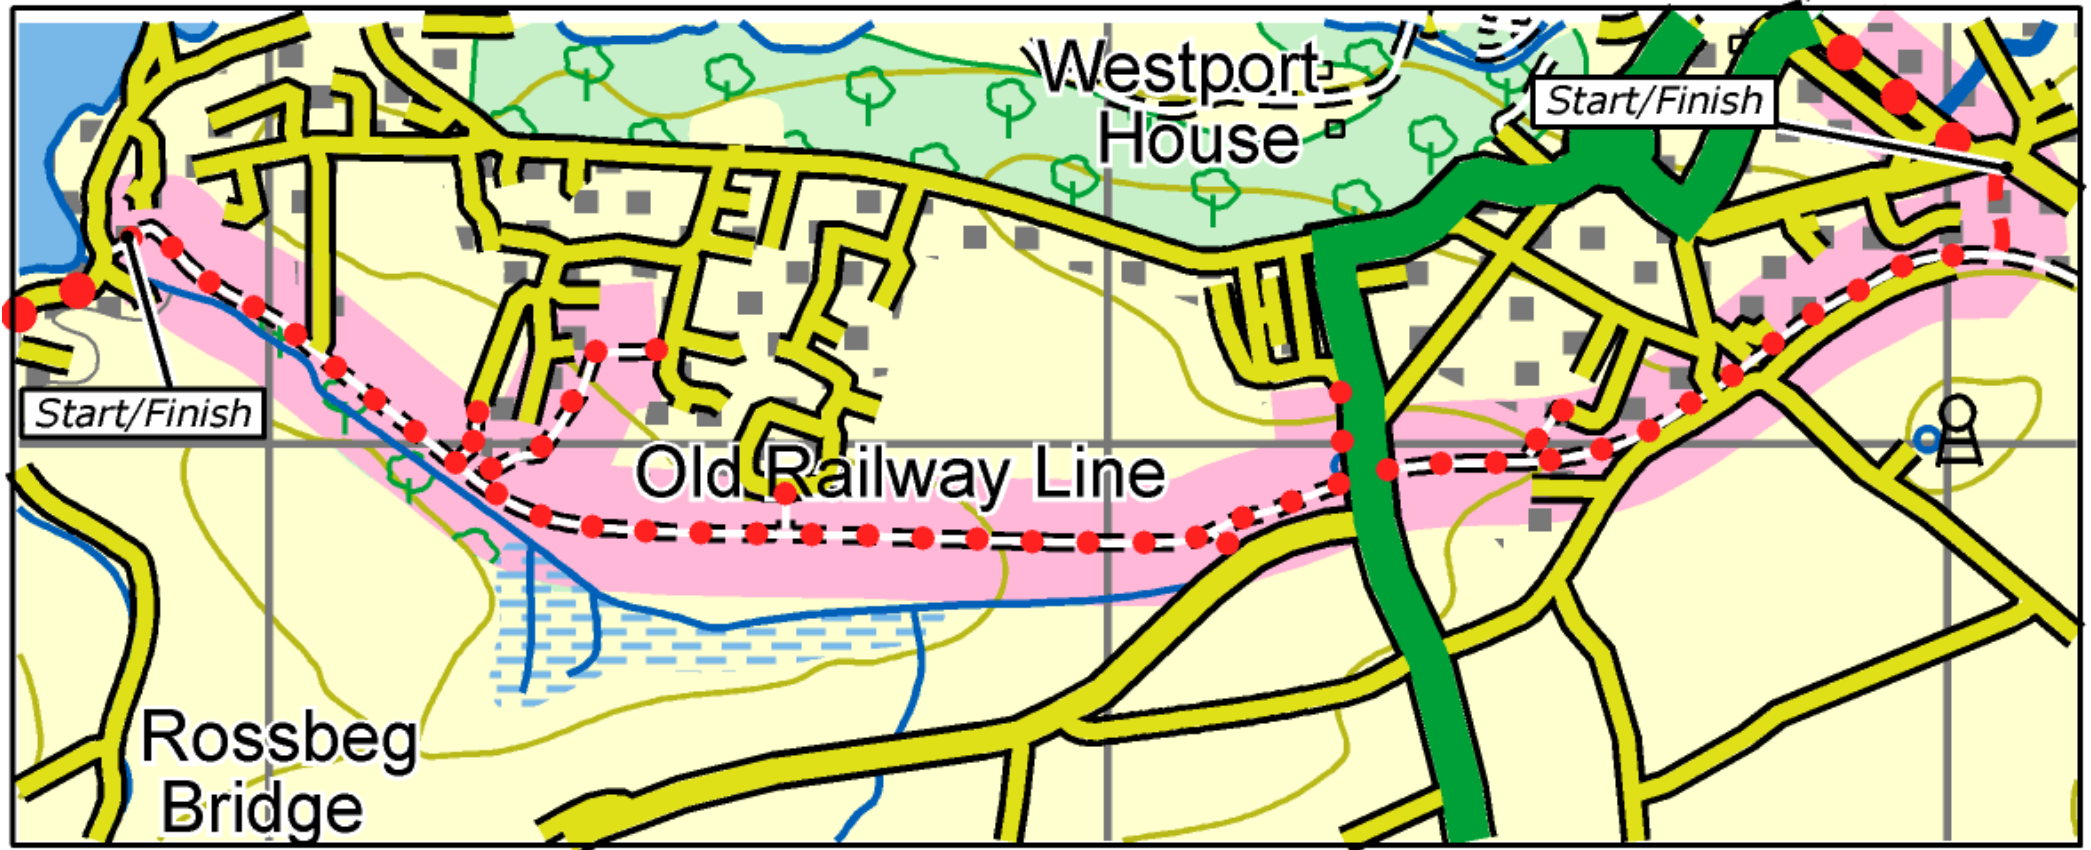 Westport
House
Start/Finish
Start/Finish
Old Railway Line
Rossbeg
Bridge